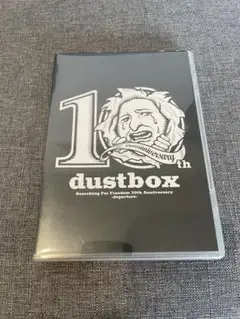 10th
anniversary
dustbox
Searching For Freedom 10th Anniversary
-departure-